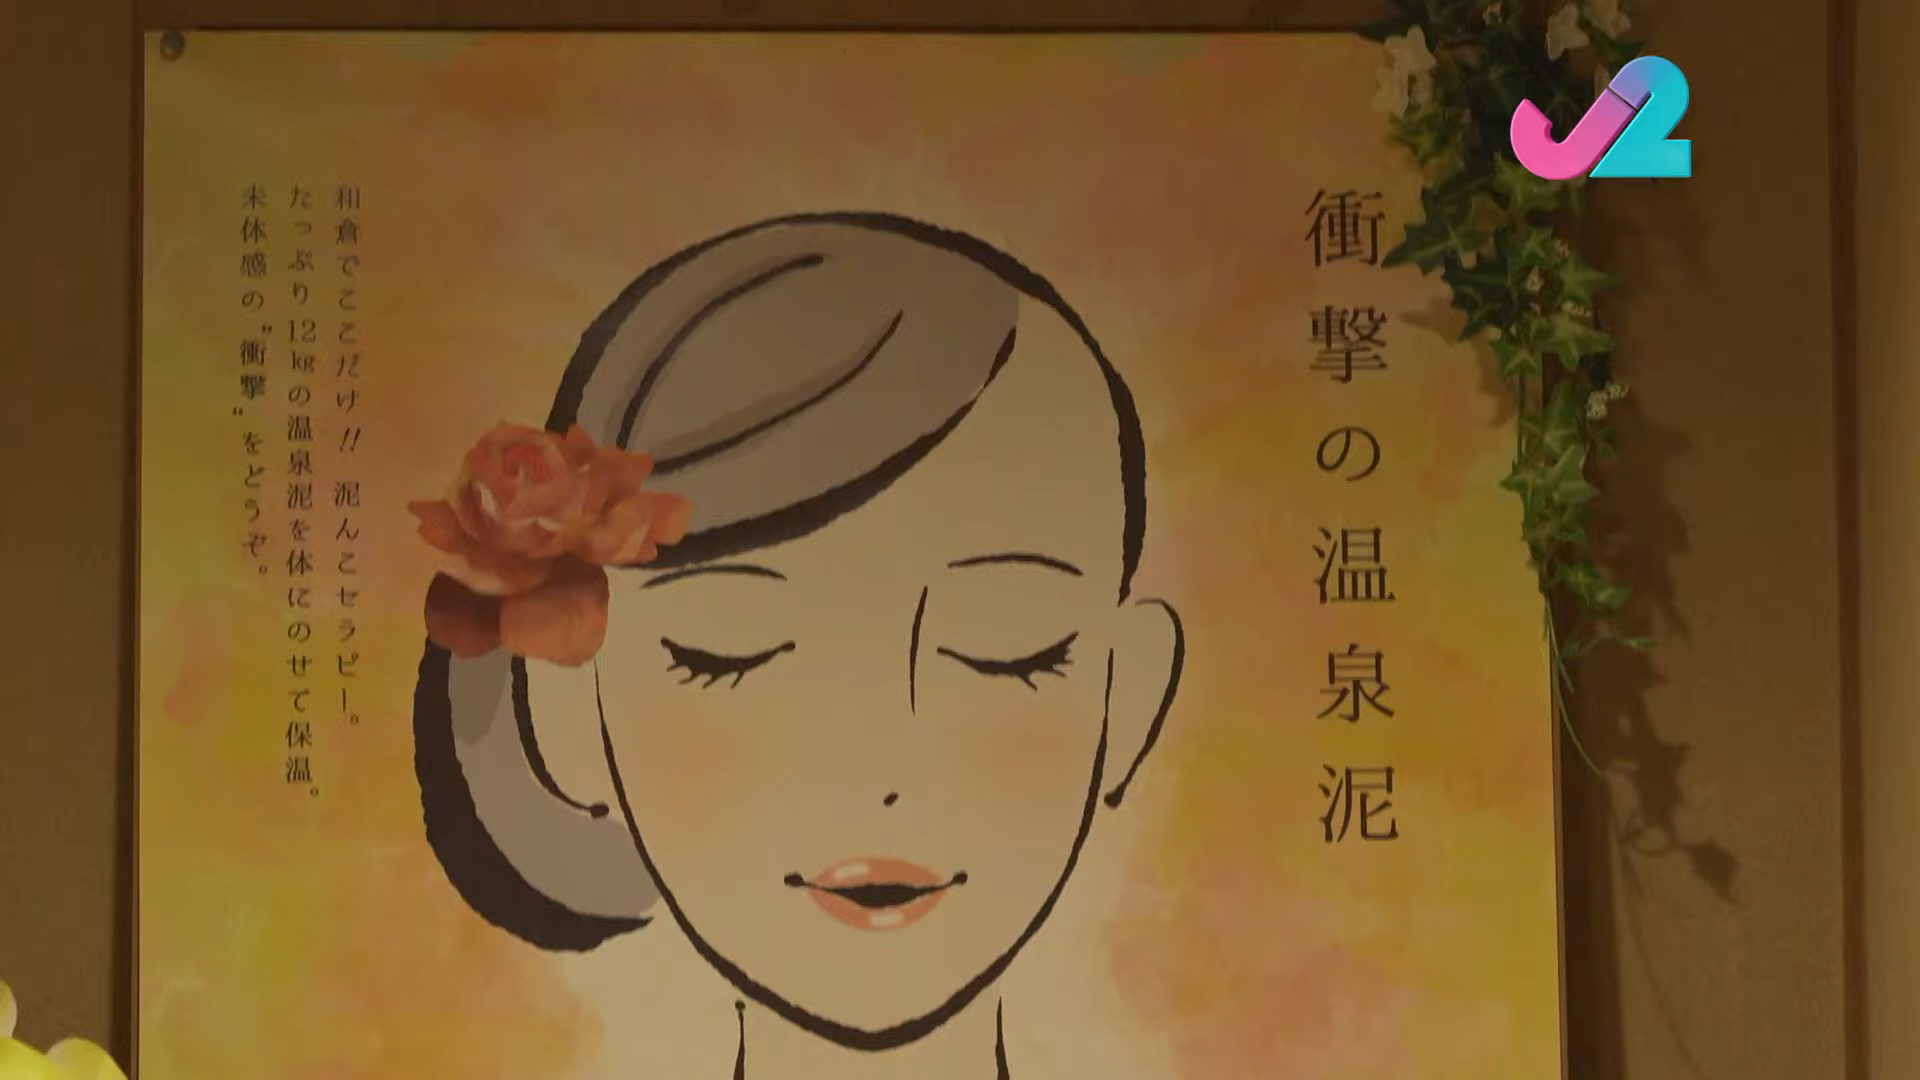 衝撃の温泉泥
和倉でここだけ!! 泥んこセラピー。
たっぷり12kgの温泉泥を体にのせて保温。
未体感の"衝撃"をどうぞ。
J2